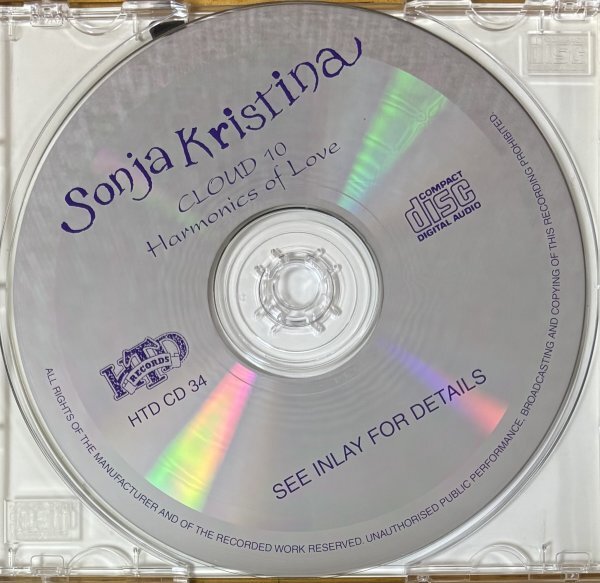 Sonja Kristina
CLOUD 10
Harmonics of Love
COMPACT
disc
DIGITAL AUDIO
HTD
RECORDS
HTD CD 34
SEE INLAY FOR DETAILS
ALL RIGHTS OF THE MANUFACTURER AND OF THE RECORDED WORK RESERVED. UNAUTHORISED PUBLIC PERFORMANCE, BROADCASTING AND COPYING OF THIS RECORDING PROHIBITED.